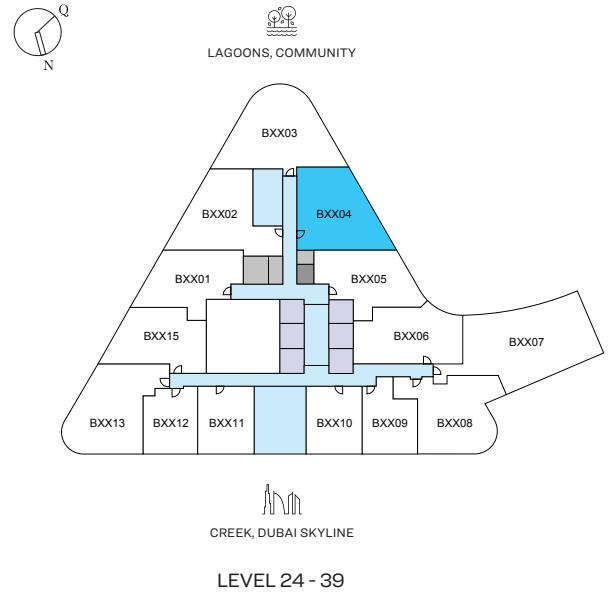 Q
N
LAGOONS, COMMUNITY
BXX03
BXX02
BXX04
BXX01
BXX05
BXX15
BXX06
BXX07
BXX13
BXX12
BXX11
BXX10
BXX09
BXX08
CREEK, DUBAI SKYLINE
LEVEL 24 - 39